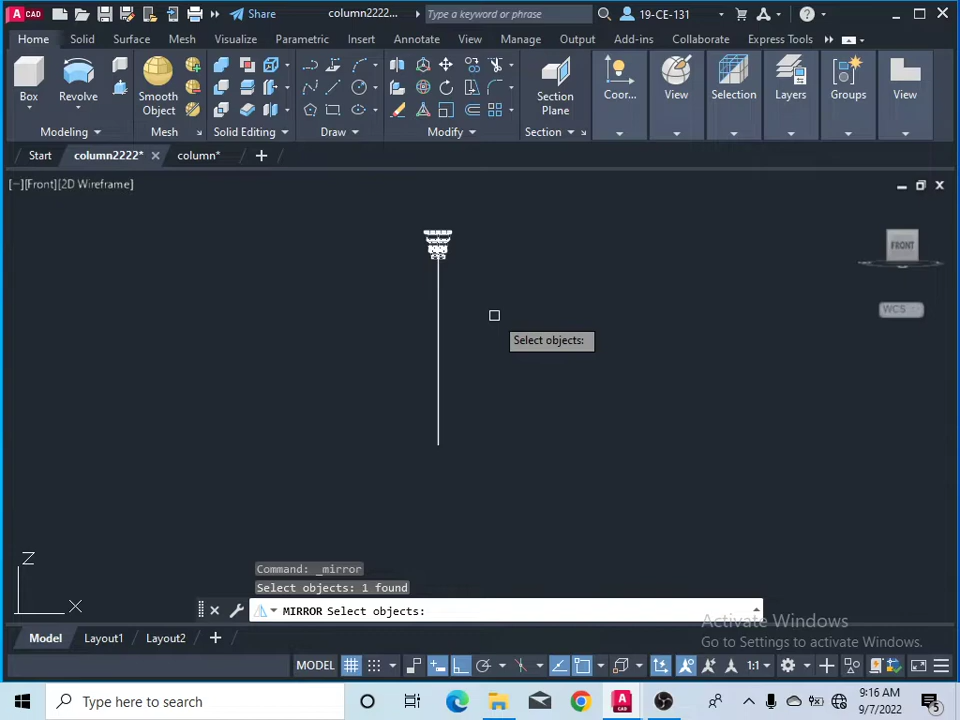 A CAD Share column2222... Type a keyword or phrase 19-CE-131
Home Solid Surface Mesh Visualize Parametric Insert Annotate View Manage Output Add-ins Collaborate Express Tools
Box Revolve Smooth Object Section Plane Coor... View Selection Layers Groups View
Modeling Mesh Solid Editing Draw Modify Section
Start column2222* column*
[−][Front][2D Wireframe]
FRONT
WCS
Select objects:
Z
X
Command: _mirror
Select objects: 1 found
MIRROR Select objects:
Activate Windows
Go to Settings to activate Windows.
Model Layout1 Layout2
MODEL 1:1
Type here to search
9:16 AM
9/7/2022
5